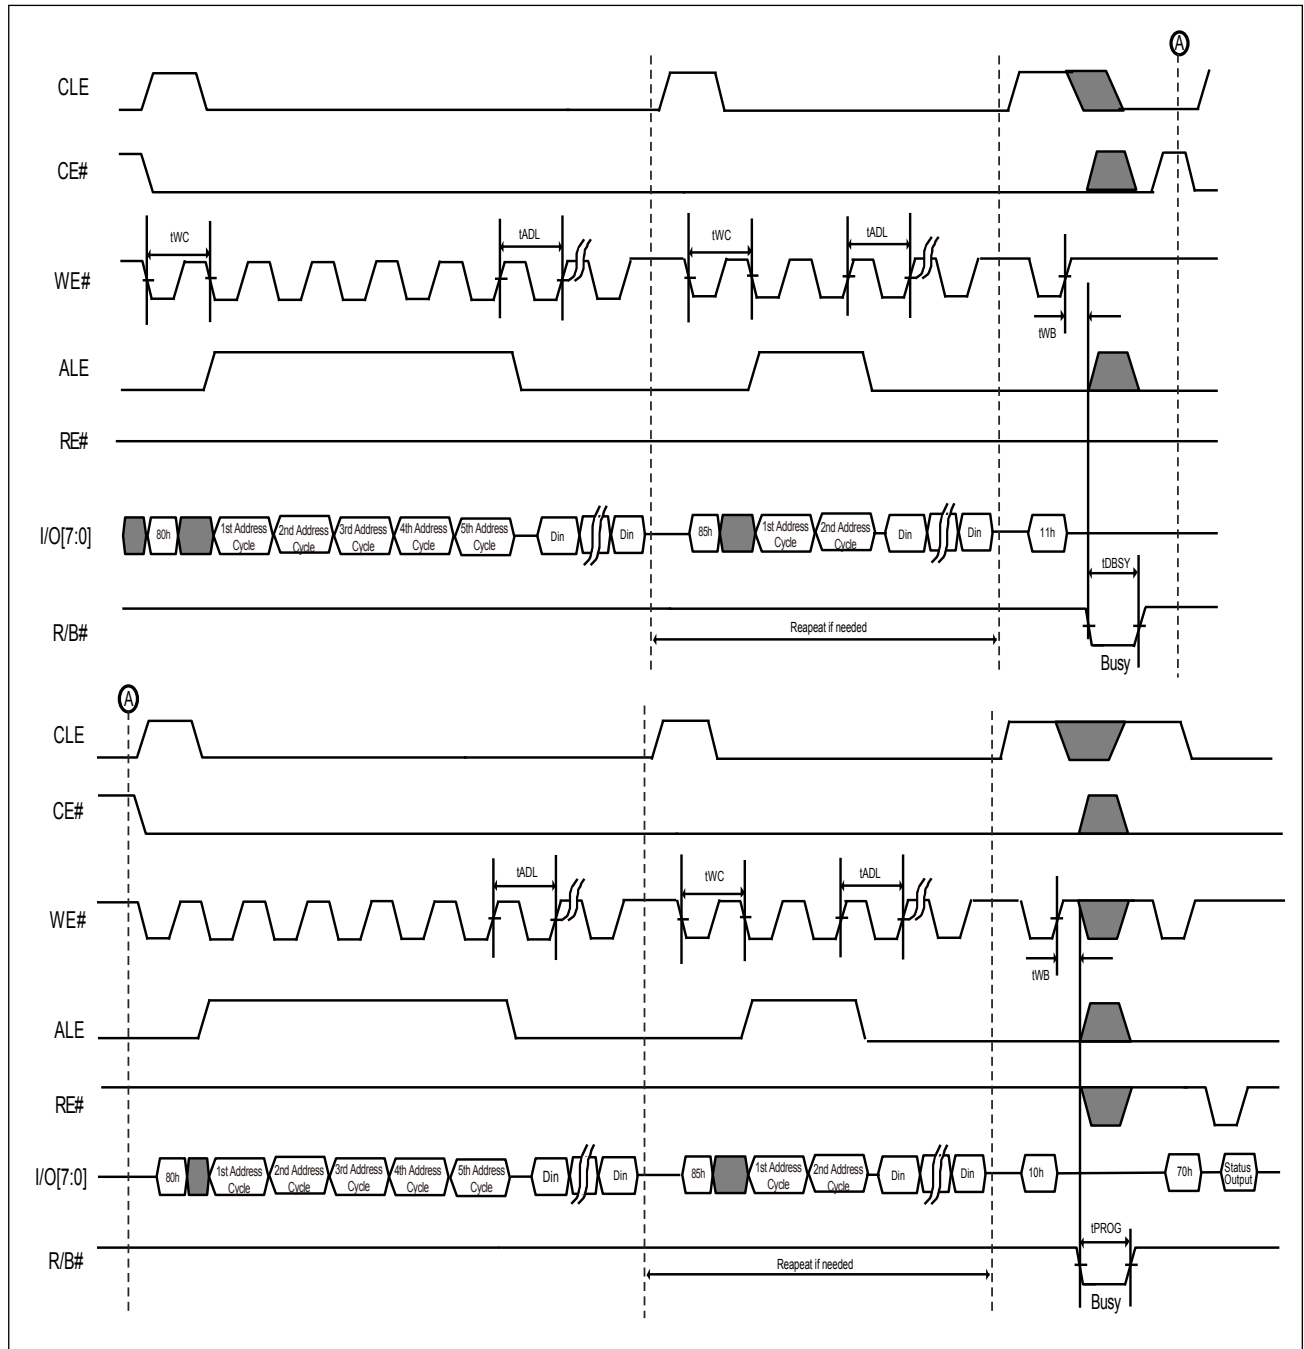 A
CLE
CE#
tWC
tADL
tWC
tADL
WE#
tWB
ALE
RE#
I/O[7:0]
80h
1st Address Cycle
2nd Address Cycle
3rd Address Cycle
4th Address Cycle
5th Address Cycle
Din
Din
85h
1st Address Cycle
2nd Address Cycle
Din
Din
11h
tDBSY
R/B#
Reapeat if needed
Busy
A
CLE
CE#
tADL
tWC
tADL
WE#
tWB
ALE
RE#
I/O[7:0]
80h
1st Address Cycle
2nd Address Cycle
3rd Address Cycle
4th Address Cycle
5th Address Cycle
Din
Din
85h
1st Address Cycle
2nd Address Cycle
Din
Din
10h
70h
Status Output
tPROG
R/B#
Reapeat if needed
Busy